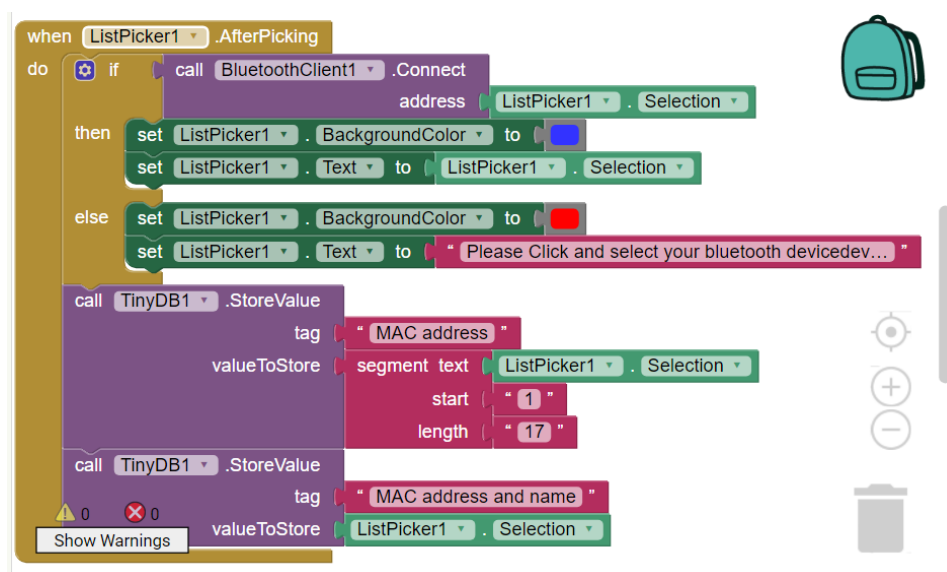 when ListPicker1 .AfterPicking
do if call BluetoothClient1 .Connect
address ListPicker1 . Selection
then set ListPicker1 . BackgroundColor to
set ListPicker1 . Text to ListPicker1 . Selection
else set ListPicker1 . BackgroundColor to
set ListPicker1 . Text to “ Please Click and select your bluetooth devicedev... ”
call TinyDB1 .StoreValue
tag “ MAC address ”
valueToStore segment text ListPicker1 . Selection
start “ 1 ”
length “ 17 ”
call TinyDB1 .StoreValue
tag “ MAC address and name ”
0 0
valueToStore ListPicker1 . Selection
Show Warnings